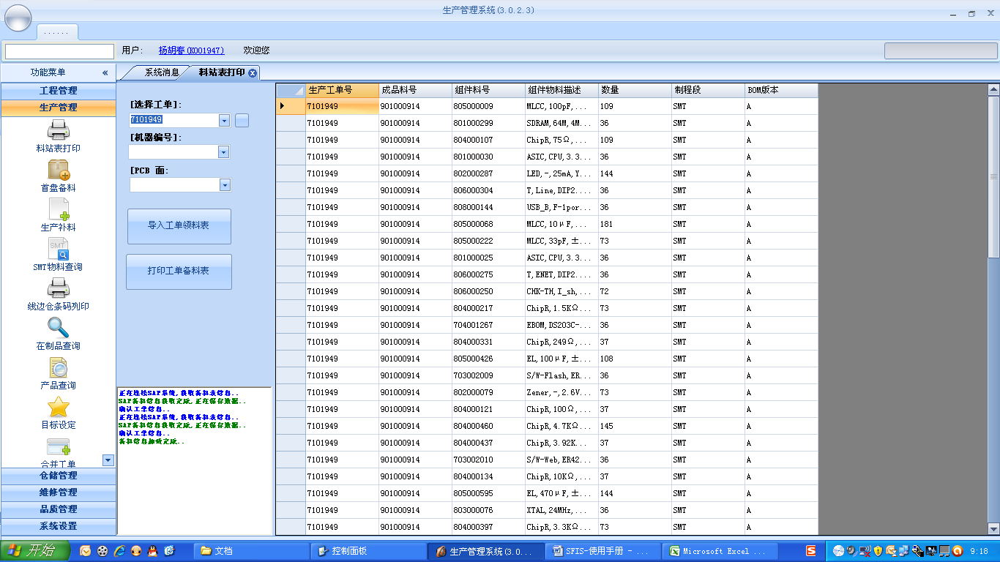 生产管理系统(3.0.2.3)
......
用户: 杨胡春(K001947) 欢迎您
功能菜单 «
工程管理
生产管理
料站表打印
首盘备料
生产补料
SMT
SMT物料查询
线边仓条码列印
在制品查询
产品查询
目标设定
合并工单
仓储管理
维修管理
品质管理
系统设置
系统消息 料站表打印
[选择工单]:
7101949
[机器编号]:
[PCB 面:
导入工单领料表
打印工单备料表
正在连接SAP系统,获取备料表信息..
SAP备料信息获取完成,正在保存数据..
确认工单信息..
正在连接SAP系统,获取备料表信息..
SAP备料信息获取完成,正在保存数据..
确认工单信息..
备料信息加载完成..
生产工单号 成品料号 组件料号 组件物料描述 数量 制程段 BOM版本
7101949 901000914 805000009 MLCC,100pF,... 109 SMT A
7101949 901000914 801000299 SDRAM,64M,4M... 36 SMT A
7101949 901000914 804000107 ChipR,75Ω,... 109 SMT A
7101949 901000914 801000030 ASIC,CPU,3.3... 36 SMT A
7101949 901000914 802000287 LED,-,25mA,Y... 144 SMT A
7101949 901000914 806000304 T,Line,DIP2.... 36 SMT A
7101949 901000914 808000144 USB_B,F-1por... 36 SMT A
7101949 901000914 805000068 MLCC,10μF,... 181 SMT A
7101949 901000914 805000222 MLCC,33pF,±... 73 SMT A
7101949 901000914 801000025 ASIC,CPU,3.3... 36 SMT A
7101949 901000914 806000275 T,ENET,DIP2.... 36 SMT A
7101949 901000914 806000250 CHK-TH,I_sh,... 72 SMT A
7101949 901000914 804000217 ChipR,1.5KΩ... 73 SMT A
7101949 901000914 704001267 EBOM,DS203C-... 36 SMT A
7101949 901000914 804000331 ChipR,249Ω,... 37 SMT A
7101949 901000914 805000426 EL,100μF,±... 108 SMT A
7101949 901000914 703002009 S/W-Flash,ER... 36 SMT A
7101949 901000914 802000079 Zener,-,2.6V... 73 SMT A
7101949 901000914 804000121 ChipR,100Ω,... 37 SMT A
7101949 901000914 804000460 ChipR,4.7KΩ... 145 SMT A
7101949 901000914 804000437 ChipR,3.92K... 37 SMT A
7101949 901000914 703002010 S/W-Web,ER42... 36 SMT A
7101949 901000914 804000134 ChipR,10KΩ,... 37 SMT A
7101949 901000914 805000595 EL,470μF,±... 144 SMT A
7101949 901000914 803000076 XTAL,24MHz,... 36 SMT A
7101949 901000914 804000397 ChipR,3.3KΩ... 73 SMT A
开始 文档 控制面板 生产管理系统(3.0... SFIS-使用手册 - ... Microsoft Excel ... 9:18